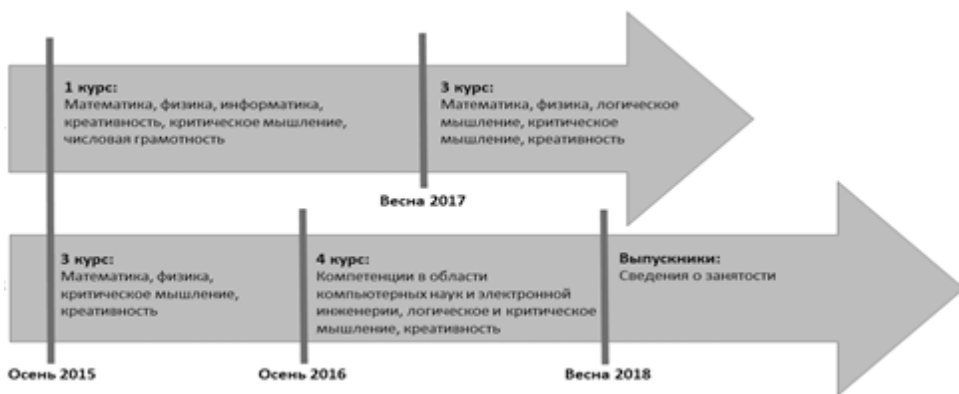 1 курс:
Математика, физика, информатика,
креативность, критическое мышление,
числовая грамотность
3 курс:
Математика, физика, логическое
мышление, критическое
мышление, креативность
Весна 2017
3 курс:
Математика, физика,
критическое мышление,
креативность
4 курс:
Компетенции в области
компьютерных наук и электронной
инженерии, логическое и критическое
мышление, креативность
Выпускники:
Сведения о занятости
Осень 2015
Осень 2016
Весна 2018